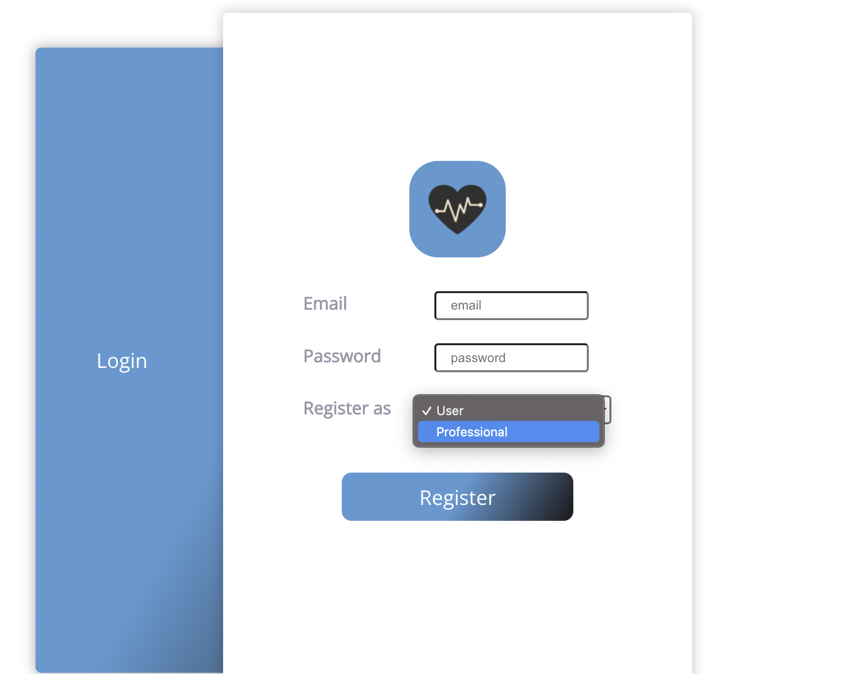 Login
Email
email
Password
password
Register as
✓ User
Professional
Register